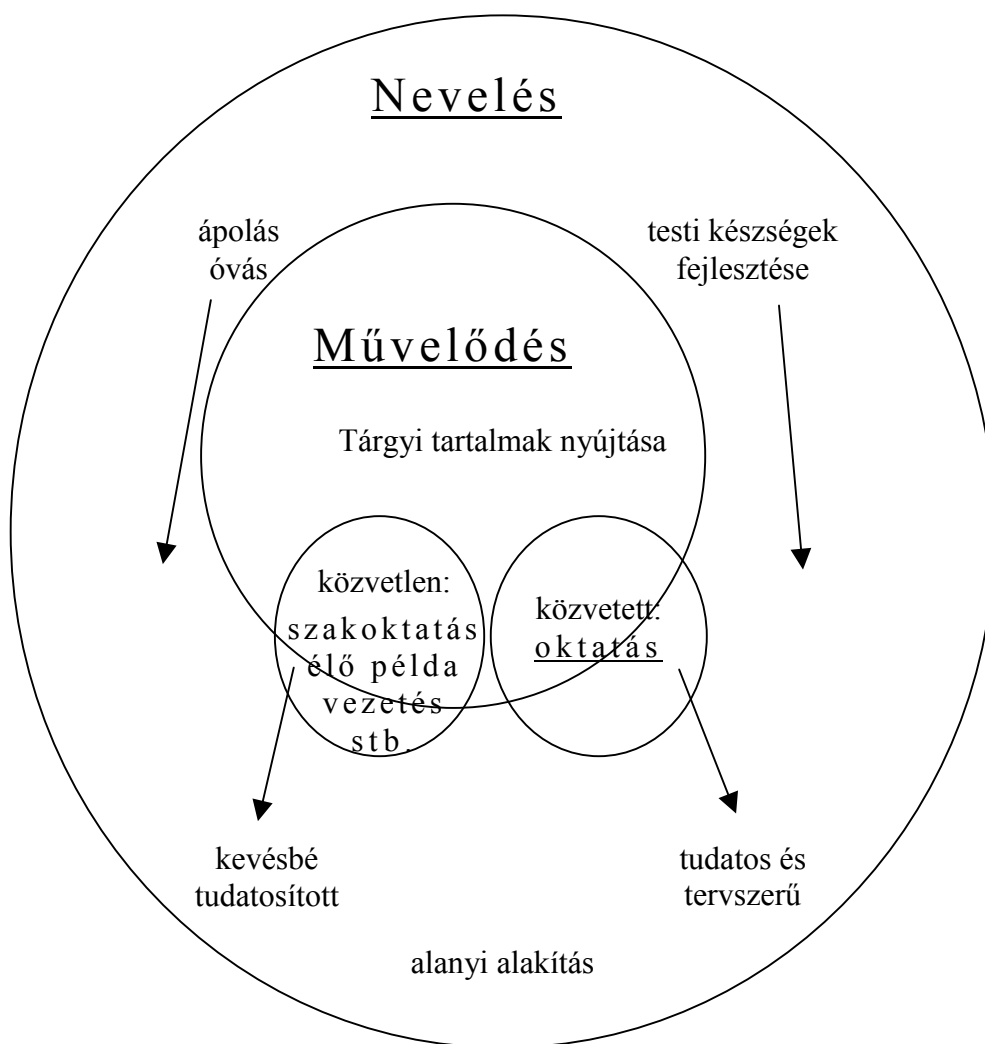 Nevelés
ápolás
óvás
testi készségek
fejlesztése
Művelődés
Tárgyi tartalmak nyújtása
közvetlen:
szakoktatás
élő példa
vezetés
stb.
közvetett:
oktatás
kevésbé
tudatosított
tudatos és
tervszerű
alanyi alakítás